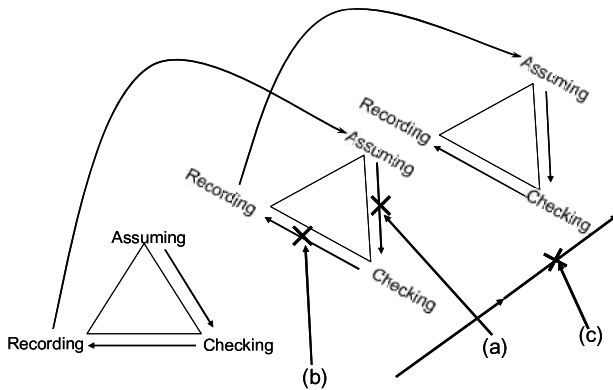 Assuming
Recording
Checking
Assuming
Recording
Checking
Assuming
Recording
Checking
(a)
(b)
(c)